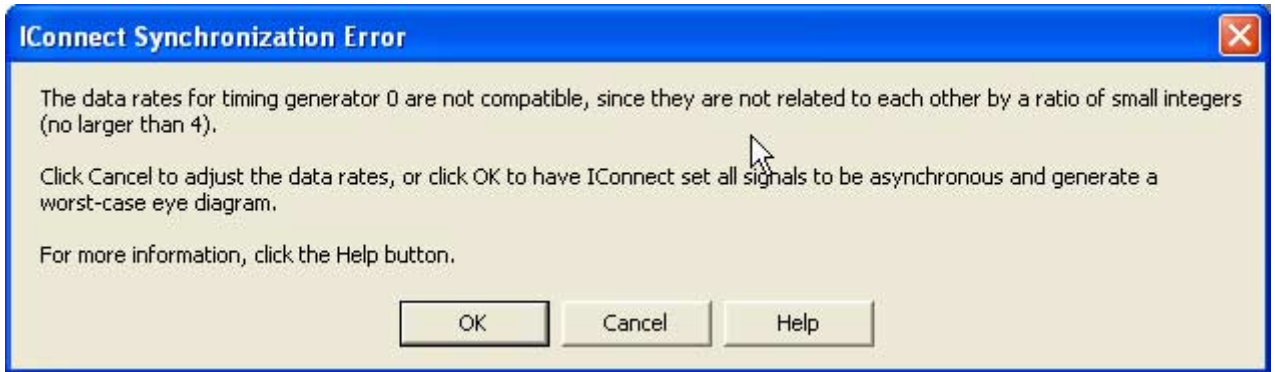 IConnect Synchronization Error
The data rates for timing generator 0 are not compatible, since they are not related to each other by a ratio of small integers
(no larger than 4).
Click Cancel to adjust the data rates, or click OK to have IConnect set all signals to be asynchronous and generate a
worst-case eye diagram.
For more information, click the Help button.
OK Cancel Help